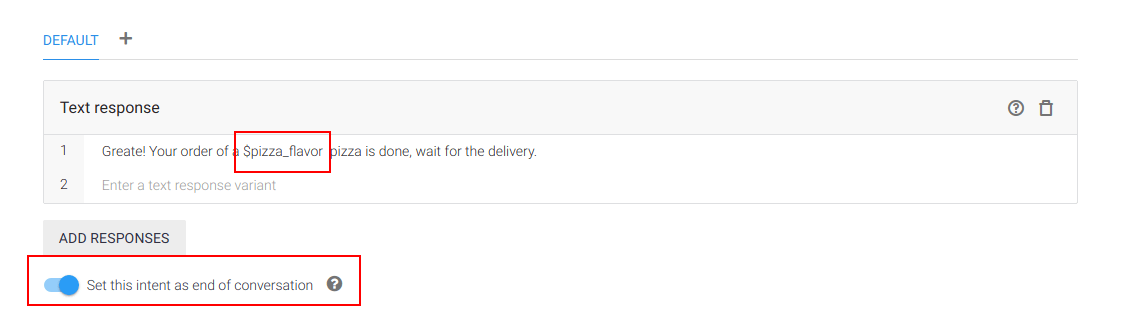 DEFAULT +
Text response
1 Greate! Your order of a $pizza_flavor pizza is done, wait for the delivery.
2 Enter a text response variant
ADD RESPONSES
Set this intent as end of conversation ?